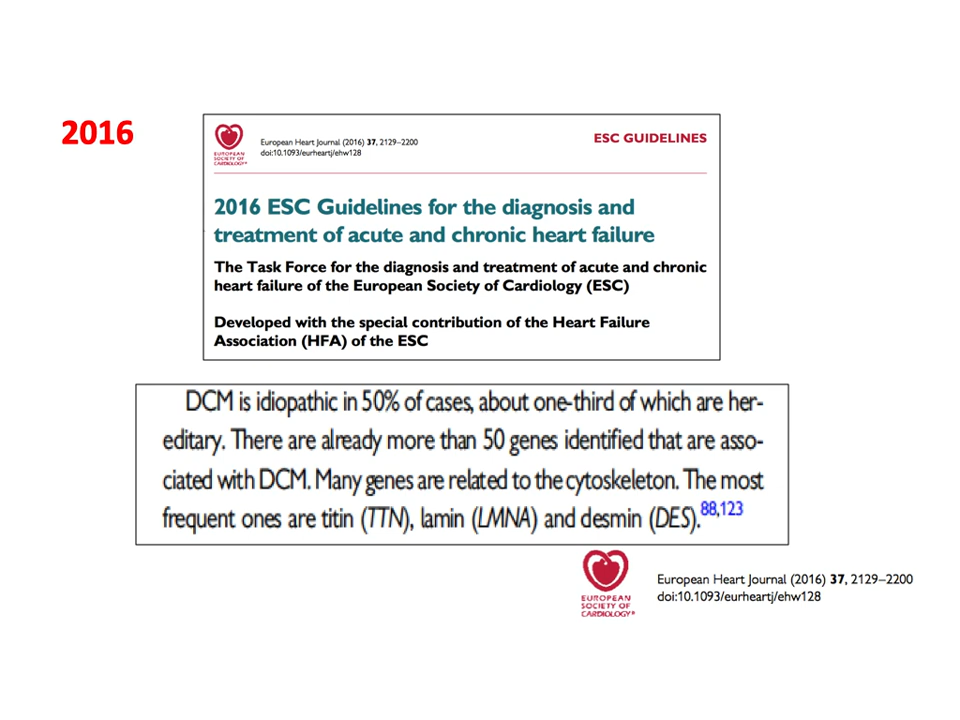 2016
EUROPEAN
SOCIETY OF
CARDIOLOGY®
European Heart Journal (2016) 37, 2129–2200
doi:10.1093/eurheartj/ehw128
ESC GUIDELINES
2016 ESC Guidelines for the diagnosis and
treatment of acute and chronic heart failure
The Task Force for the diagnosis and treatment of acute and chronic
heart failure of the European Society of Cardiology (ESC)
Developed with the special contribution of the Heart Failure
Association (HFA) of the ESC
DCM is idiopathic in 50% of cases, about one-third of which are her-
editary. There are already more than 50 genes identified that are asso-
ciated with DCM. Many genes are related to the cytoskeleton. The most
frequent ones are titin (TTN), lamin (LMNA) and desmin (DES).88,123
EUROPEAN
SOCIETY OF
CARDIOLOGY®
European Heart Journal (2016) 37, 2129–2200
doi:10.1093/eurheartj/ehw128